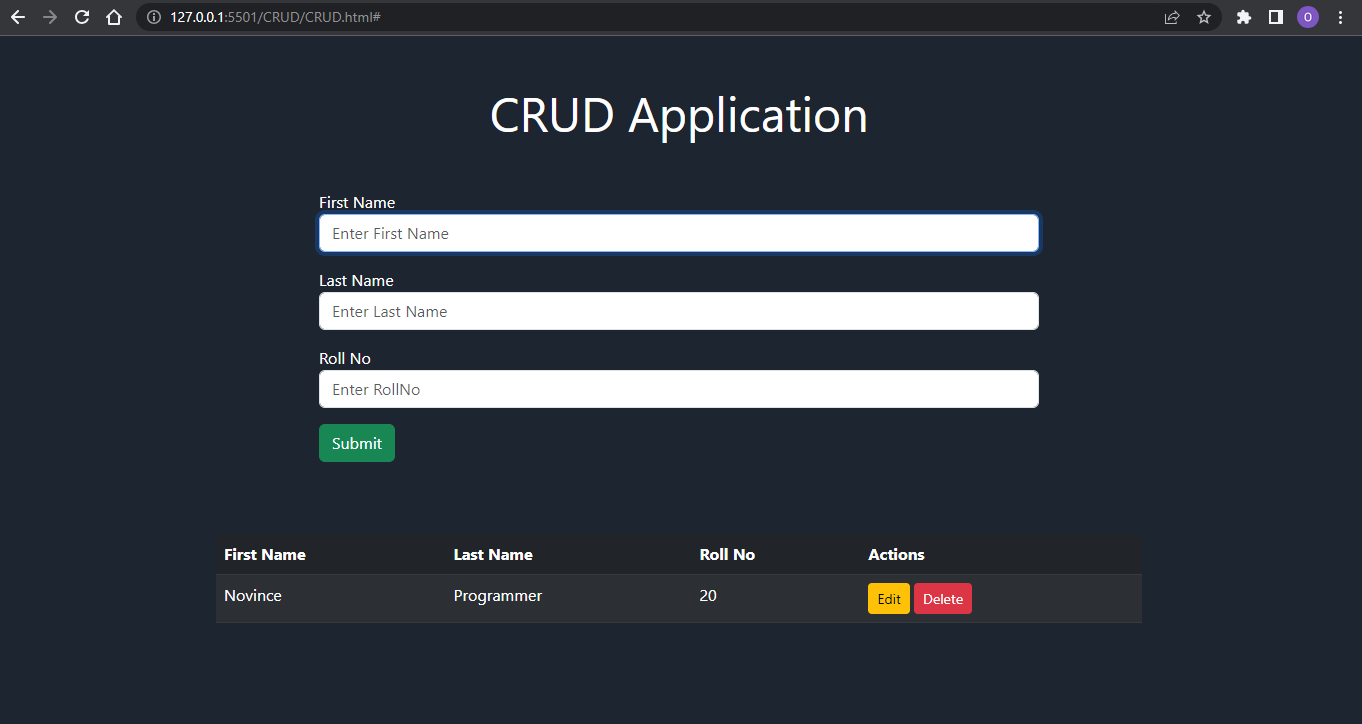 127.0.0.1:5501/CRUD/CRUD.html#
O
CRUD Application
First Name
Enter First Name
Last Name
Enter Last Name
Roll No
Enter RollNo
Submit
First Name Last Name Roll No Actions
Novince Programmer 20 Edit Delete